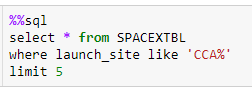 %%sql
select * from SPACEXTBL
where launch_site like 'CCA%'
limit 5